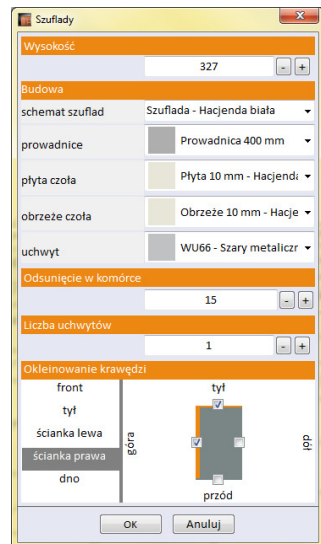 Szuflady
Wysokość
327
- +
Budowa
schemat szuflad Szuflada - Hacjenda biała
prowadnice Prowadnica 400 mm
płyta czoła Płyta 10 mm - Hacjenda
obrzeże czoła Obrzeże 10 mm - Hacje
uchwyt WU66 - Szary metaliczr
Odsunięcie w komórce
15
- +
Liczba uchwytów
1
- +
Okleinowanie krawędzi
front
tył
ścianka lewa
ścianka prawa
dno
tył
góra
dół
przód
OK Anuluj